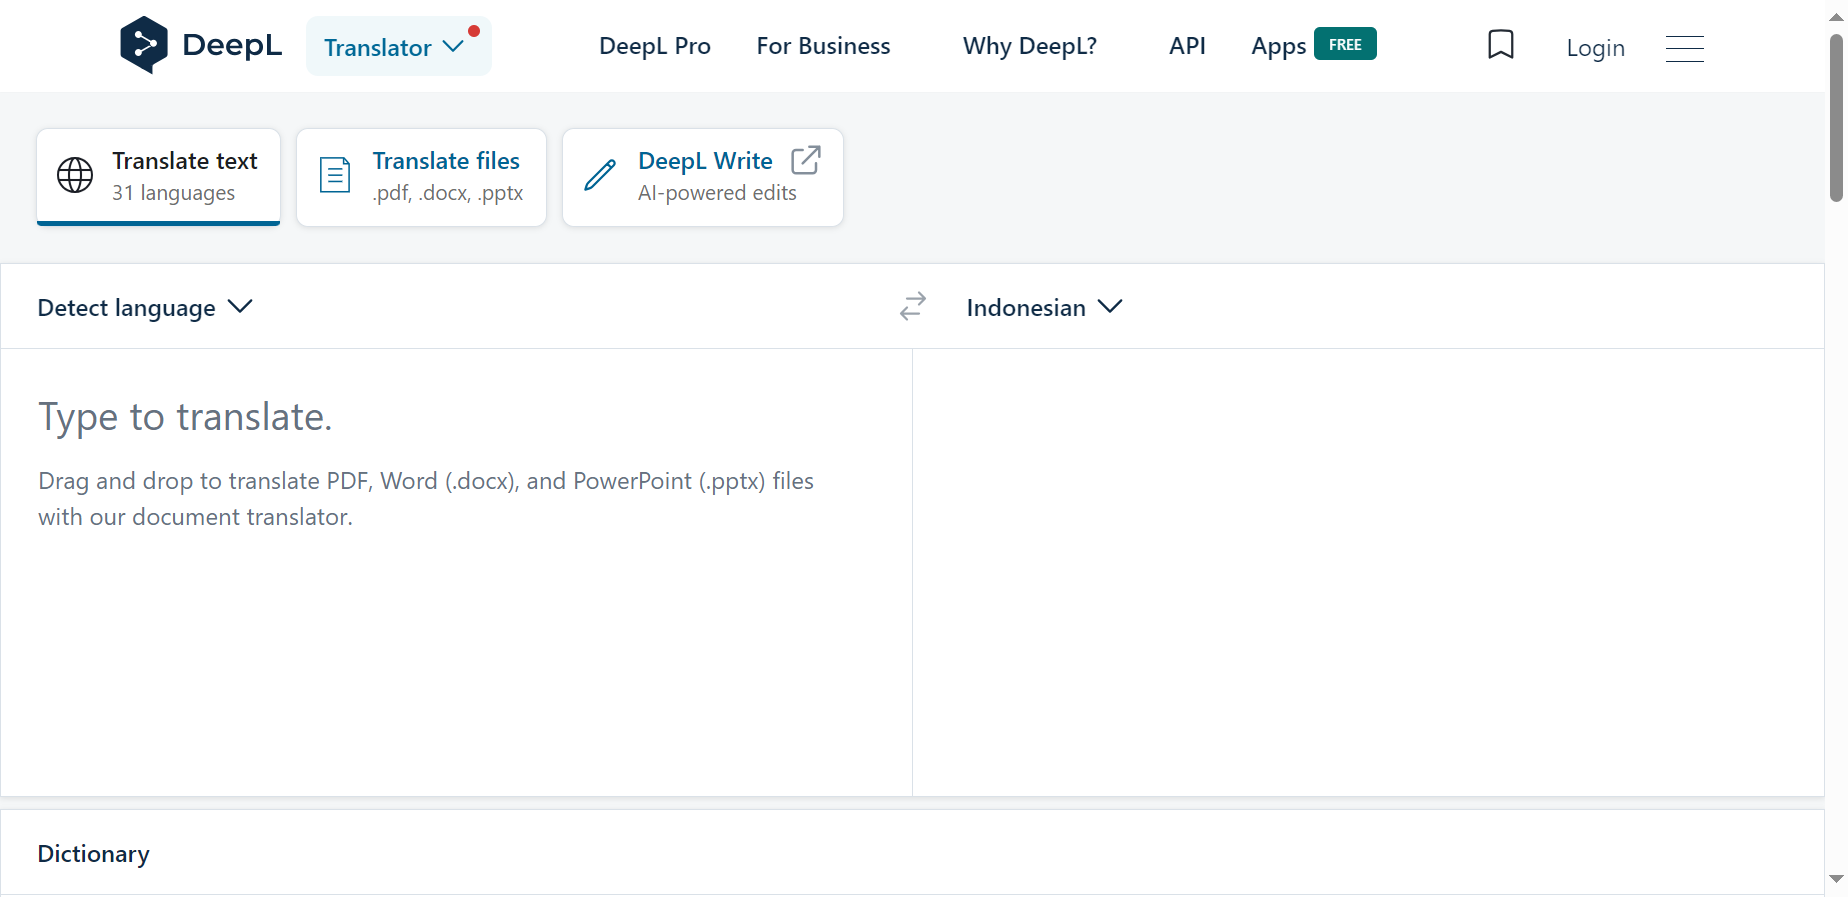 DeepL
Translator
DeepL Pro
For Business
Why DeepL?
API
Apps
FREE
Login
Translate text
31 languages
Translate files
.pdf, .docx, .pptx
DeepL Write
AI-powered edits
Detect language
Indonesian
Type to translate.
Drag and drop to translate PDF, Word (.docx), and PowerPoint (.pptx) files
with our document translator.
Dictionary